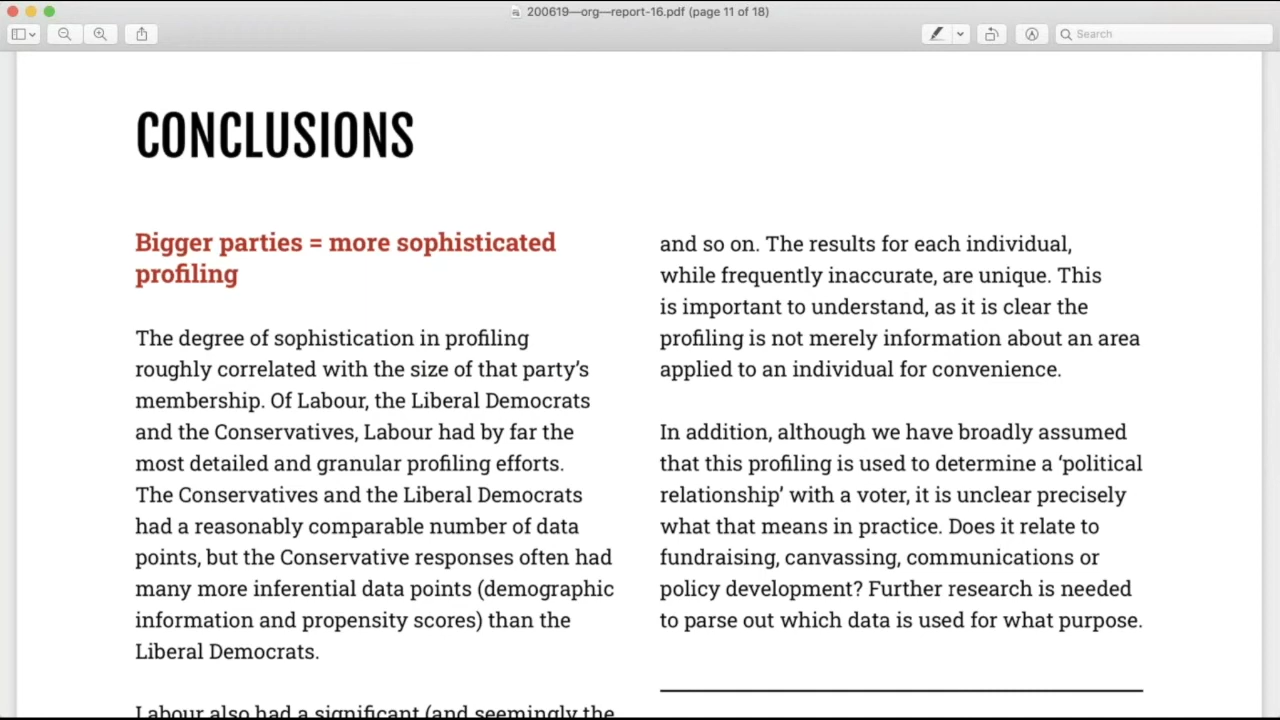 200619—org—report-16.pdf (page 11 of 18)
Search
CONCLUSIONS
Bigger parties = more sophisticated
profiling
The degree of sophistication in profiling
roughly correlated with the size of that party’s
membership. Of Labour, the Liberal Democrats
and the Conservatives, Labour had by far the
most detailed and granular profiling efforts.
The Conservatives and the Liberal Democrats
had a reasonably comparable number of data
points, but the Conservative responses often had
many more inferential data points (demographic
information and propensity scores) than the
Liberal Democrats.
Labour also had a significant (and seemingly the
and so on. The results for each individual,
while frequently inaccurate, are unique. This
is important to understand, as it is clear the
profiling is not merely information about an area
applied to an individual for convenience.
In addition, although we have broadly assumed
that this profiling is used to determine a ‘political
relationship’ with a voter, it is unclear precisely
what that means in practice. Does it relate to
fundraising, canvassing, communications or
policy development? Further research is needed
to parse out which data is used for what purpose.